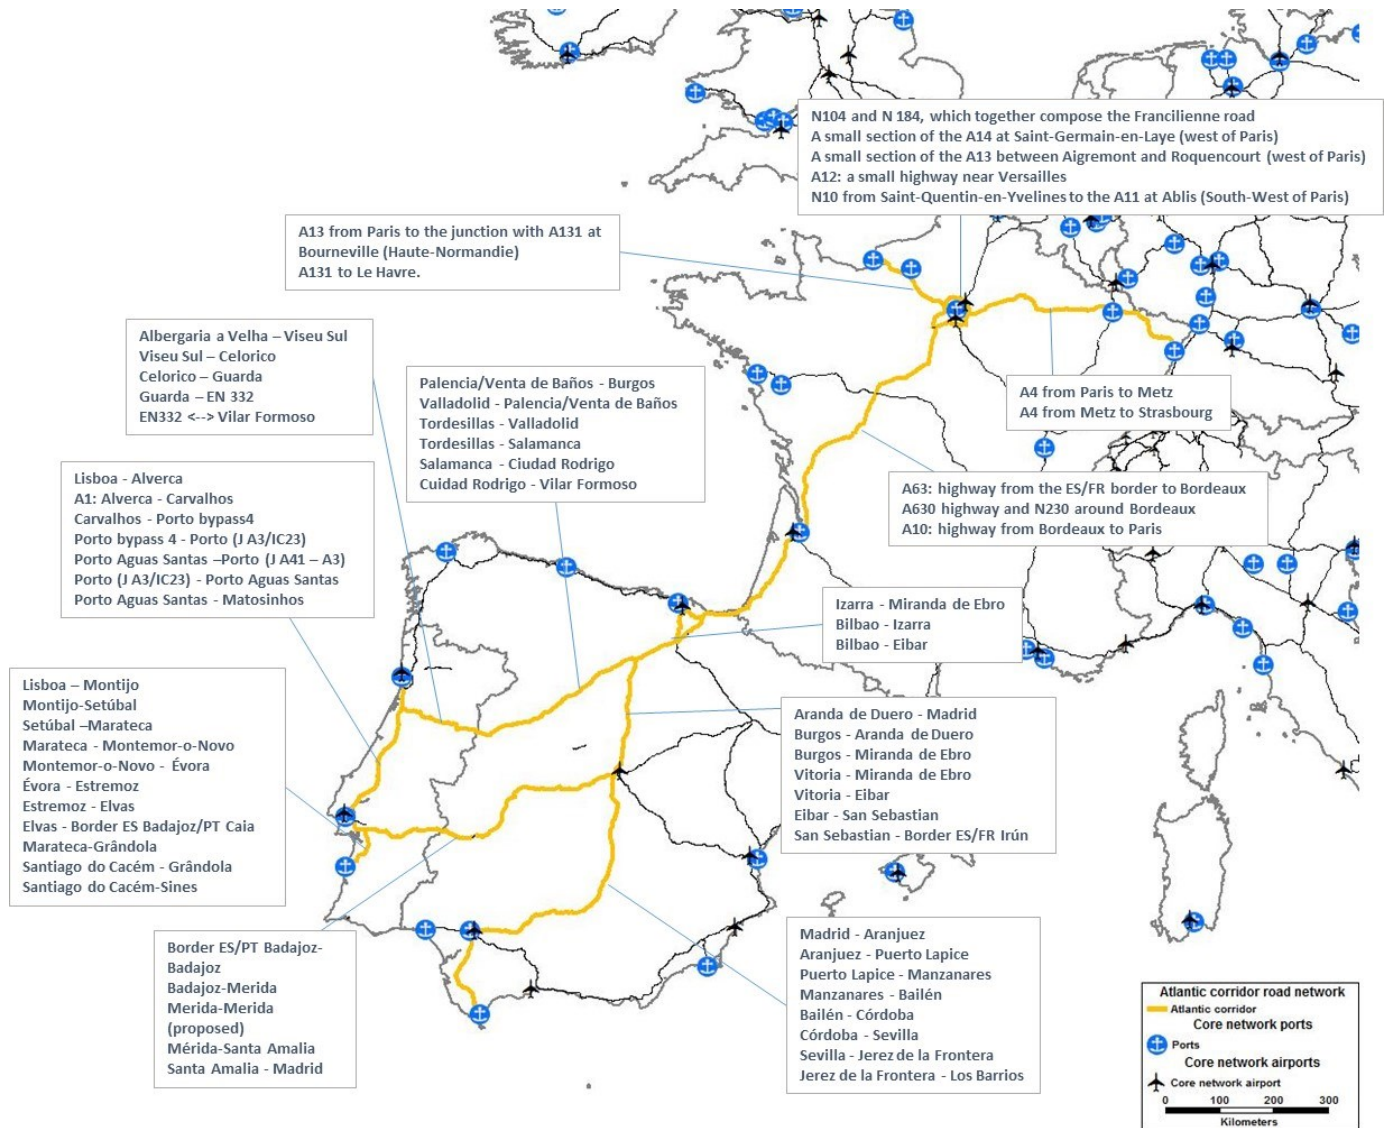 N104 and N 184, which together compose the Francilienne road
A small section of the A14 at Saint-Germain-en-Laye (west of Paris)
A small section of the A13 between Aigremont and Roquencourt (west of Paris)
A12: a small highway near Versailles
N10 from Saint-Quentin-en-Yvelines to the A11 at Ablis (South-West of Paris)
A13 from Paris to the junction with A131 at
Bourneville (Haute-Normandie)
A131 to Le Havre.
Albergaria a Velha – Viseu Sul
Viseu Sul – Celorico
Celorico – Guarda
Guarda – EN 332
EN332 <--> Vilar Formoso
Palencia/Venta de Baños - Burgos
Valladolid - Palencia/Venta de Baños
Tordesillas - Valladolid
Tordesillas - Salamanca
Salamanca - Ciudad Rodrigo
Cuidad Rodrigo - Vilar Formoso
A4 from Paris to Metz
A4 from Metz to Strasbourg
Lisboa - Alverca
A1: Alverca - Carvalhos
Carvalhos - Porto bypass4
Porto bypass 4 - Porto (J A3/IC23)
Porto Aguas Santas –Porto (J A41 – A3)
Porto (J A3/IC23) - Porto Aguas Santas
Porto Aguas Santas - Matosinhos
A63: highway from the ES/FR border to Bordeaux
A630 highway and N230 around Bordeaux
A10: highway from Bordeaux to Paris
Izarra - Miranda de Ebro
Bilbao - Izarra
Bilbao - Eibar
Lisboa – Montijo
Montijo-Setúbal
Setúbal –Marateca
Marateca - Montemor-o-Novo
Montemor-o-Novo - Évora
Évora - Estremoz
Estremoz - Elvas
Elvas - Border ES Badajoz/PT Caia
Marateca-Grândola
Santiago do Cacém - Grândola
Santiago do Cacém-Sines
Aranda de Duero - Madrid
Burgos - Aranda de Duero
Burgos - Miranda de Ebro
Vitoria - Miranda de Ebro
Vitoria - Eibar
Eibar - San Sebastian
San Sebastian - Border ES/FR Irún
Border ES/PT Badajoz-
Badajoz
Badajoz-Merida
Merida-Merida
(proposed)
Mérida-Santa Amalia
Santa Amalia - Madrid
Madrid - Aranjuez
Aranjuez - Puerto Lapice
Puerto Lapice - Manzanares
Manzanares - Bailén
Bailén - Córdoba
Córdoba - Sevilla
Sevilla - Jerez de la Frontera
Jerez de la Frontera - Los Barrios
Atlantic corridor road network
Atlantic corridor
Core network ports
Ports
Core network airports
Core network airport
0 100 200 300
Kilometers